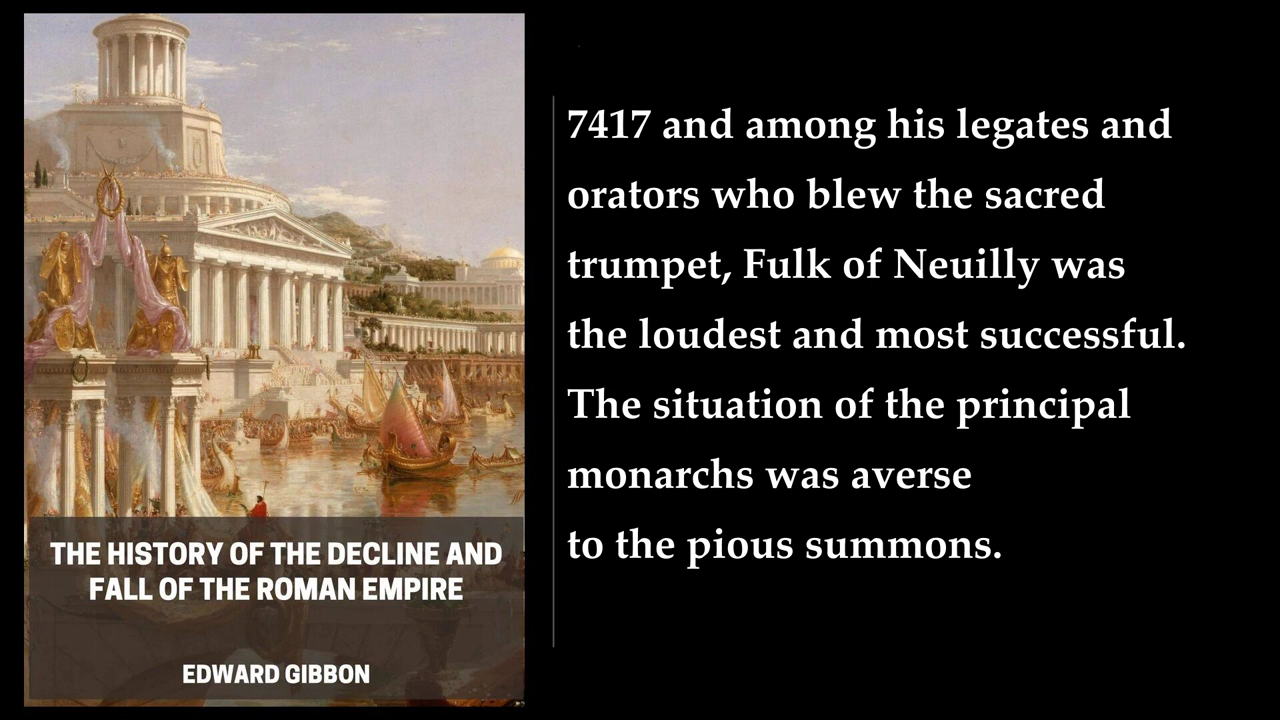 THE HISTORY OF THE DECLINE AND
FALL OF THE ROMAN EMPIRE
EDWARD GIBBON
7417 and among his legates and
orators who blew the sacred
trumpet, Fulk of Neuilly was
the loudest and most successful.
The situation of the principal
monarchs was averse
to the pious summons.